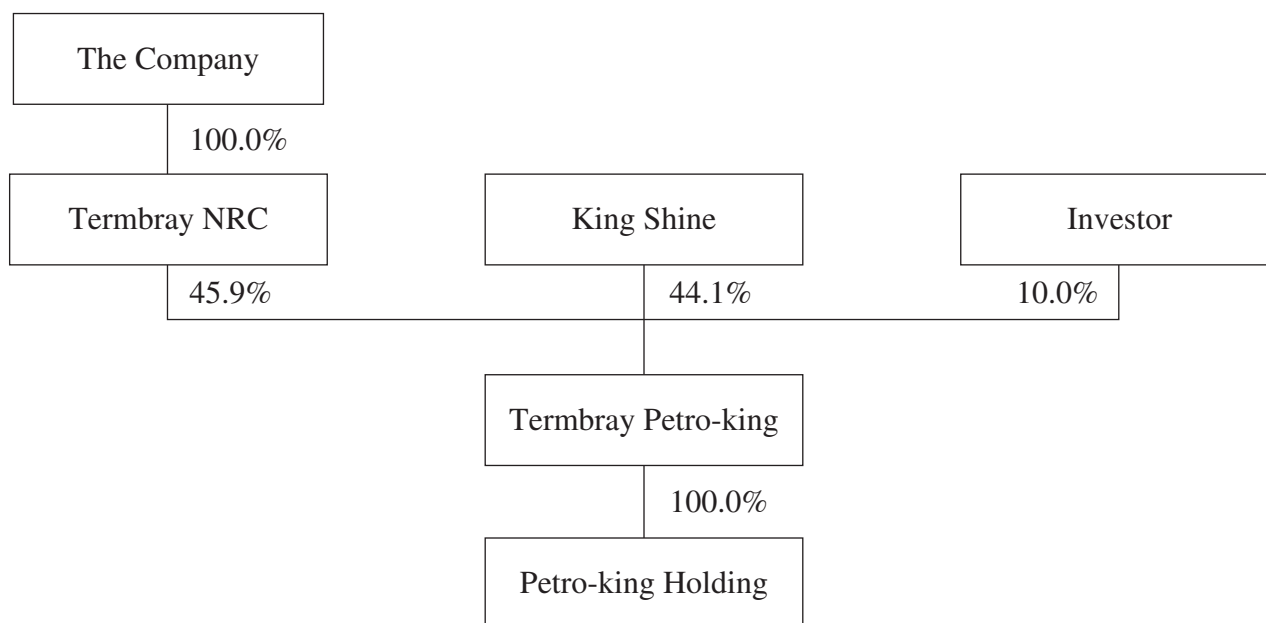 The Company
100.0%
Termbray NRC
King Shine
Investor
45.9%
44.1%
10.0%
Termbray Petro-king
100.0%
Petro-king Holding